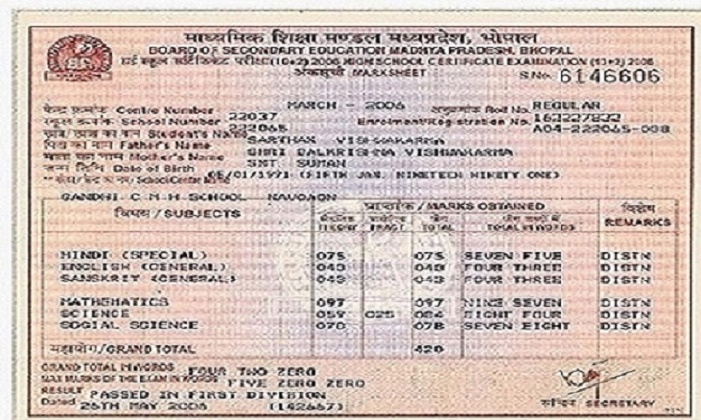 माध्यमिक शिक्षा मण्डल मध्यप्रदेश, भोपाल
BOARD OF SECONDARY EDUCATION MADHYA PRADESH, BHOPAL
हाई स्कूल सर्टिफिकेट परीक्षा (10+2) 2006 HIGH SCHOOL CERTIFICATE EXAMINATION (10+2) 2006
अंकसूची MARKSHEET
S.No. 6146606
MARCH - 2006 REGULAR
केन्द्र क्रमांक Centre Number 22037 अनुक्रमांक Roll No.
School Number 222065 Enrolment/Registration No. A04-222065-008
Student's Name SARTHAK VISHWAKARMA
पिता का नाम Father's Name SHRI BALKRISHNA VISHWAKARMA
माता का नाम Mother's Name SMT SUMAN
जन्म तिथि Date of Birth 05/01/1991 (FIFTH JAN. NINETECH NINETY ONE)
School/Centre Name
GANDHI C M H SCHOOL NAUGAON
विषय / SUBJECTS प्राप्तांक / MARKS OBTAINED विशेष REMARKS
THEORY PRACT. योग TOTAL TOTAL IN WORDS
HINDI (SPECIAL) 075 075 SEVEN FIVE DISTN
ENGLISH (GENERAL) FOUR THREE DISTN
SANSKRIT (GENERAL) 043 043 FOUR THREE DISTN
MATHEMATICS 097 097 NINE SEVEN DISTN
SCIENCE 059 025 084 EIGHT FOUR DISTN
SOCIAL SCIENCE 078 078 SEVEN EIGHT DISTN
महायोग/GRAND TOTAL 420
GRAND TOTAL IN WORDS FOUR TWO ZERO
MAX MARKS OF THE EXAM IN WORDS FIVE ZERO ZERO
RESULT PASSED IN FIRST DIVISION
Dated 26TH MAY 2006 (142667)
सचिव SECRETARY